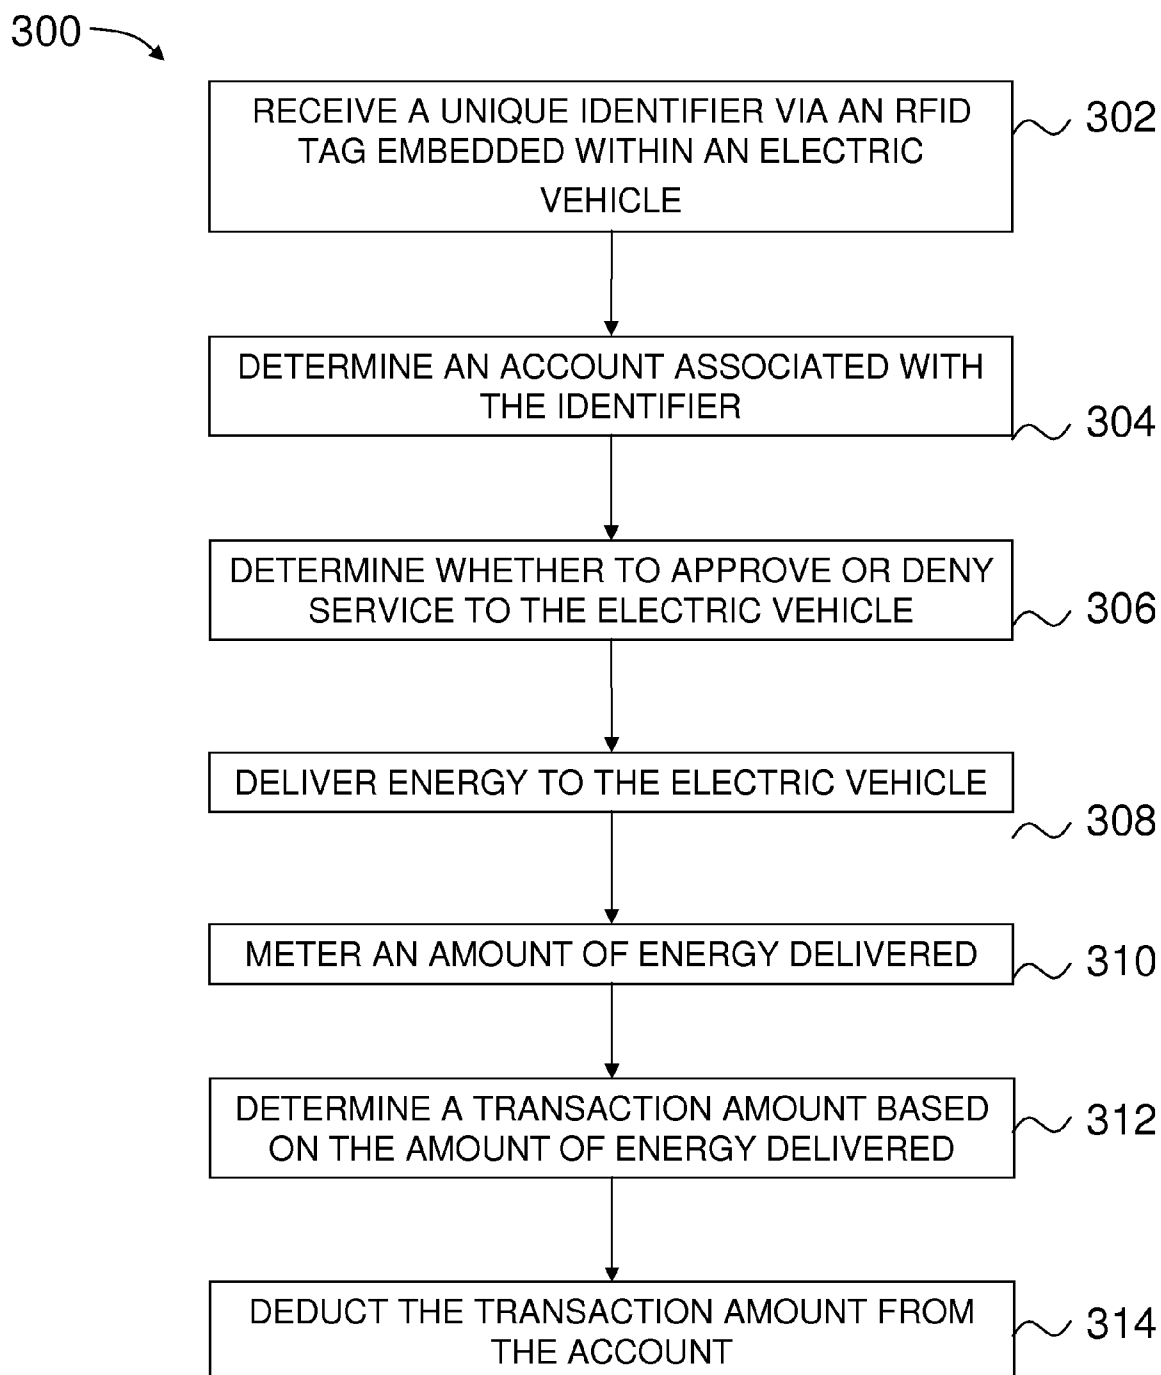 300
RECEIVE A UNIQUE IDENTIFIER VIA AN RFID
TAG EMBEDDED WITHIN AN ELECTRIC
VEHICLE
302
DETERMINE AN ACCOUNT ASSOCIATED WITH
THE IDENTIFIER
304
DETERMINE WHETHER TO APPROVE OR DENY
SERVICE TO THE ELECTRIC VEHICLE
306
DELIVER ENERGY TO THE ELECTRIC VEHICLE
308
METER AN AMOUNT OF ENERGY DELIVERED
310
DETERMINE A TRANSACTION AMOUNT BASED
ON THE AMOUNT OF ENERGY DELIVERED
312
DEDUCT THE TRANSACTION AMOUNT FROM
THE ACCOUNT
314